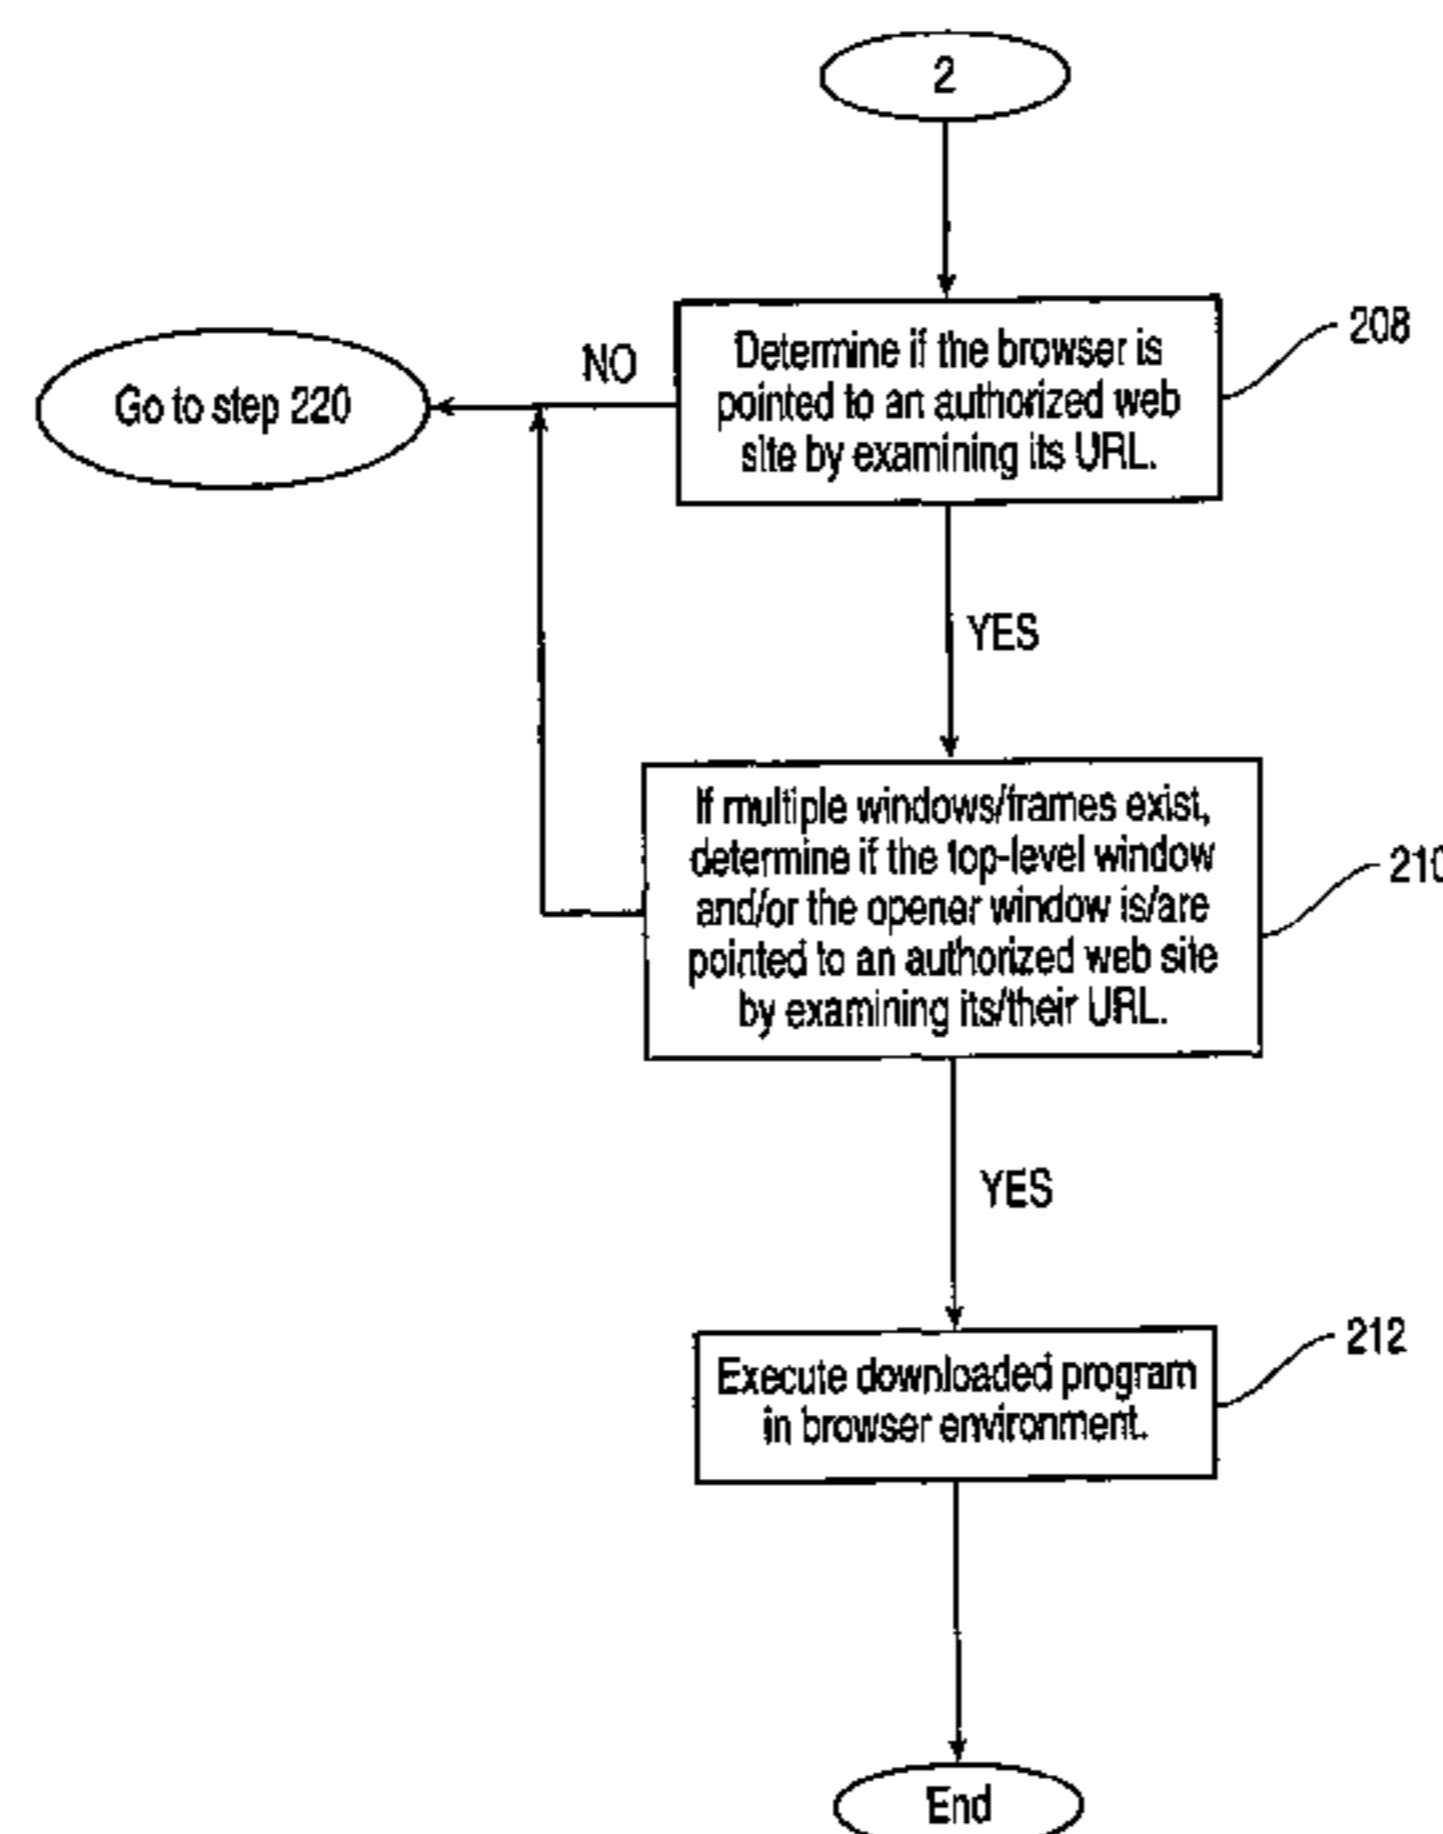 2
Determine if the browser is
pointed to an authorized web
site by examining its URL.
208
NO
Go to step 220
YES
If multiple windows/frames exist,
determine if the top-level window
and/or the opener window is/are
pointed to an authorized web site
by examining its/their URL.
210
YES
Execute downloaded program
in browser environment.
212
End